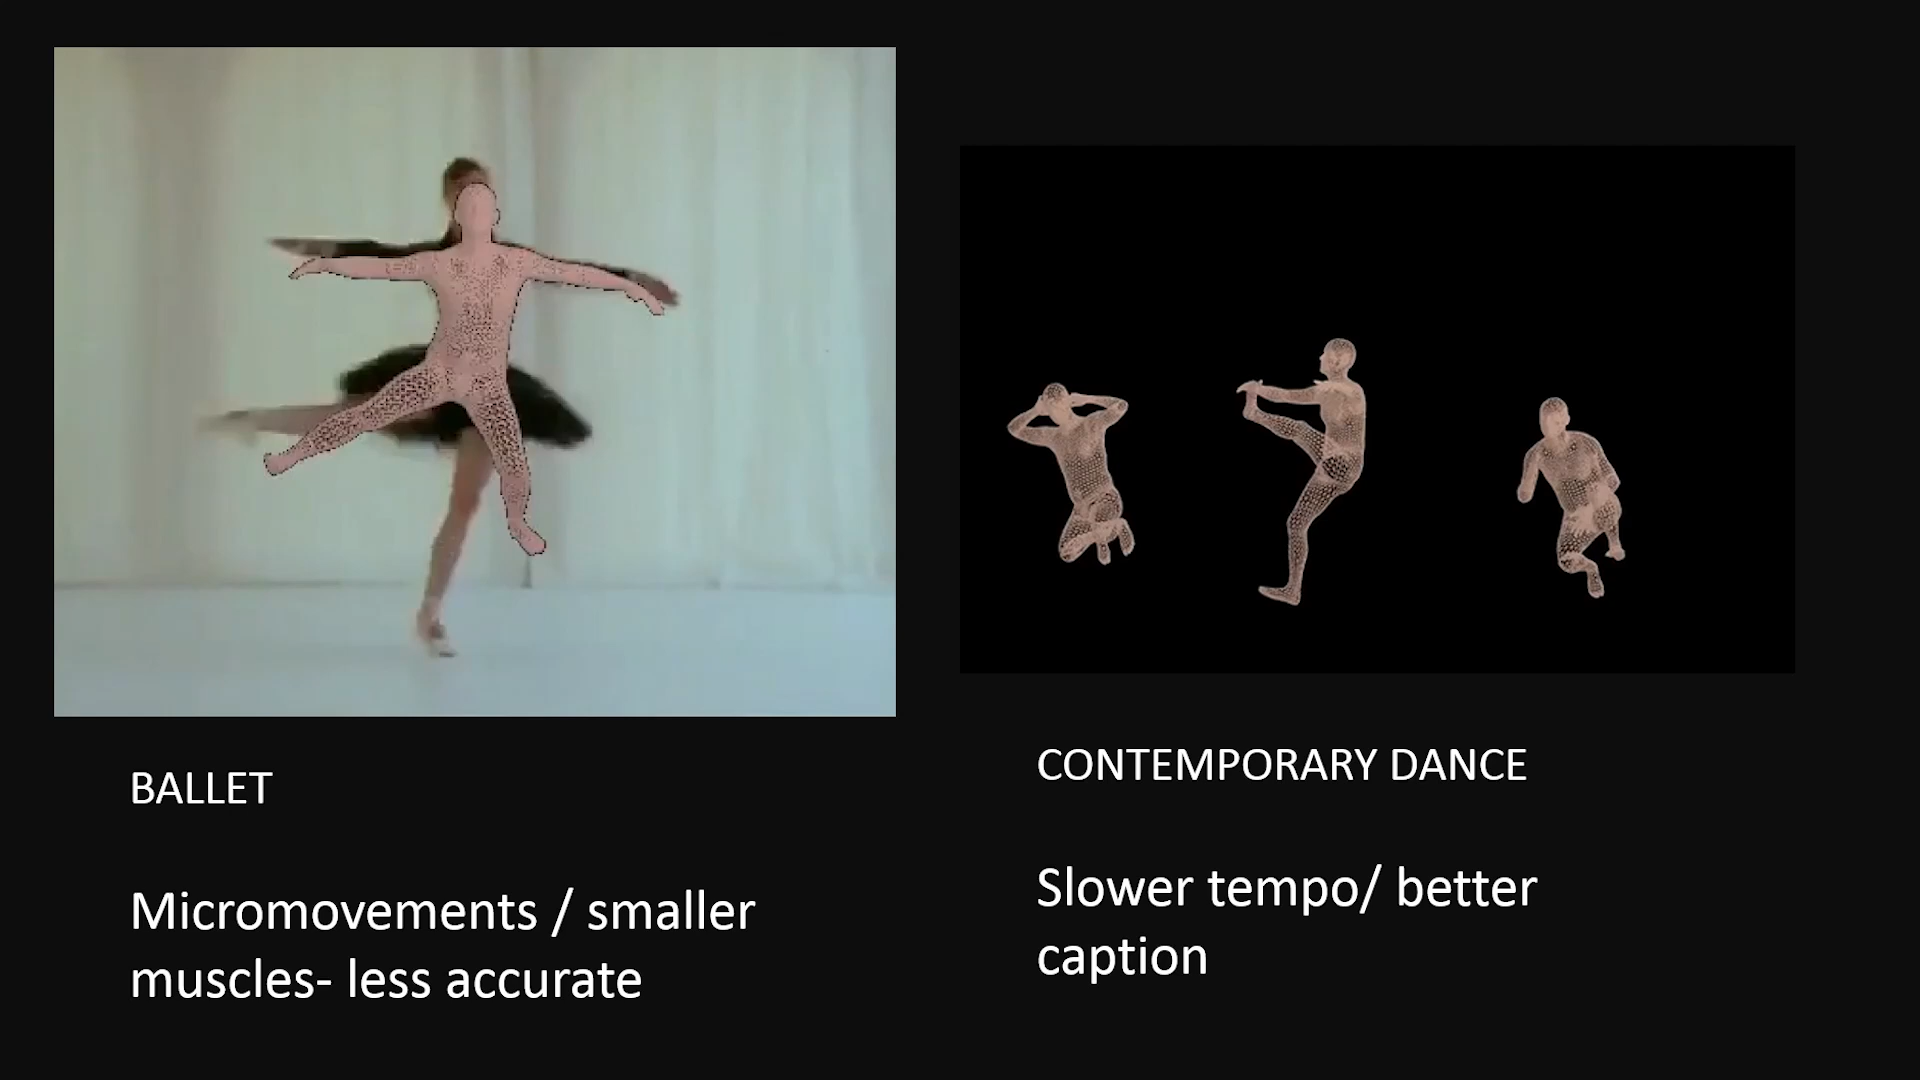 BALLET
Micromovements / smaller
muscles- less accurate
CONTEMPORARY DANCE
Slower tempo/ better
caption